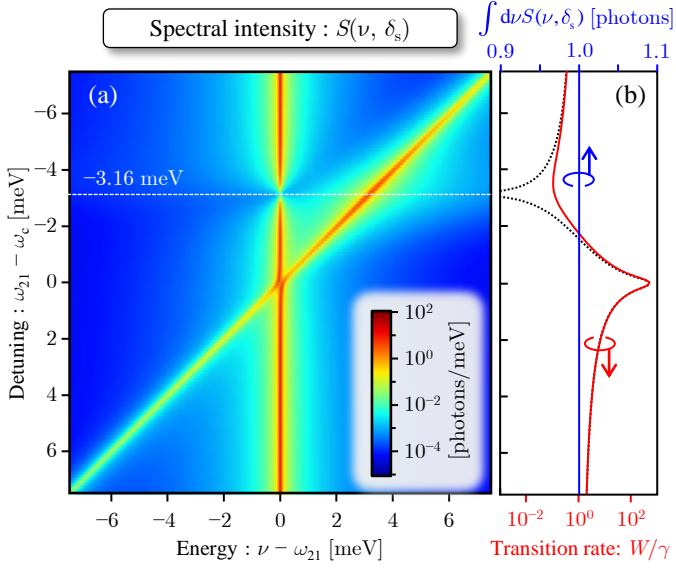 Spectral intensity : S(ν, δₛ)
∫ dνS(ν, δₛ) [photons]
0.9 1.0 1.1
(a)
(b)
−3.16 meV
Detuning : ω₂₁ − ω_c [meV]
−6
−4
−2
0
2
4
6
10²
10⁰
10⁻²
10⁻⁴
[photons/meV]
−6 −4 −2 0 2 4 6
Energy : ν − ω₂₁ [meV]
10⁻² 10⁰ 10²
Transition rate: W/γ